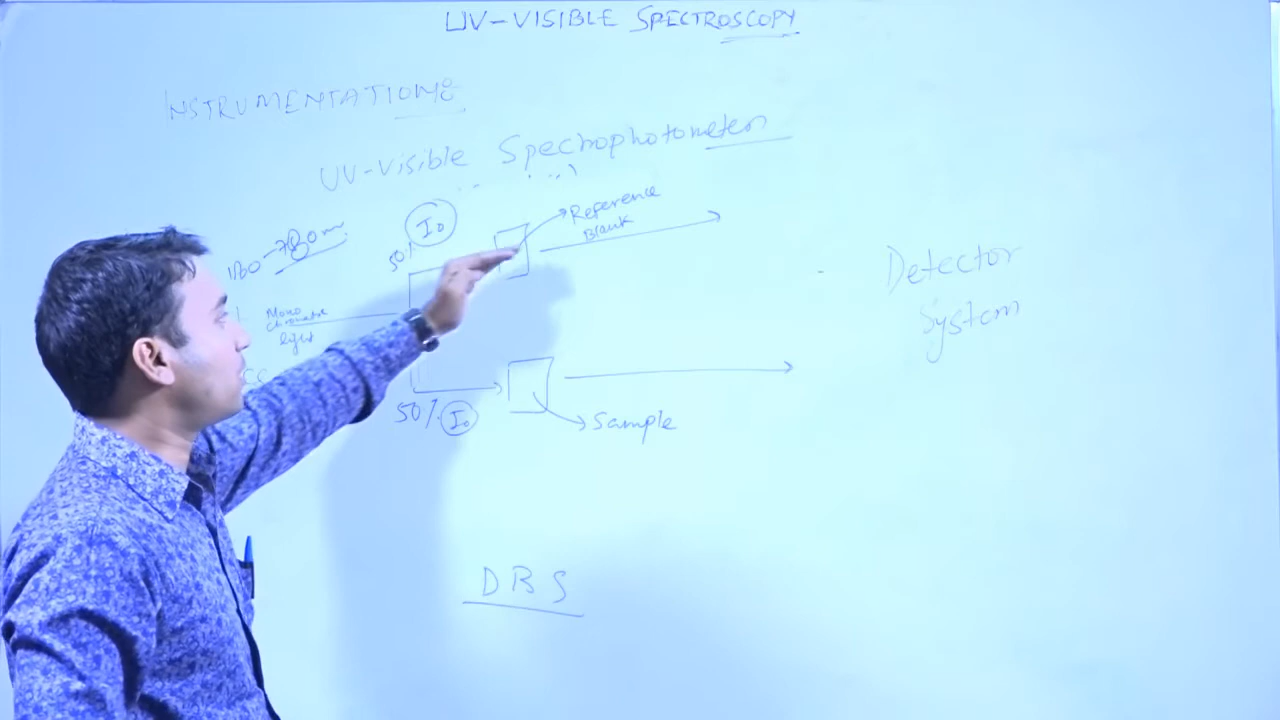 UV-VISIBLE SPECTROSCOPY
INSTRUMENTATION:
UV-Visible Spectrophotometer
Reference
Blank
I₀
50%
Mono
chromatic
light
Detector
System
50% I₀
Sample
DBS